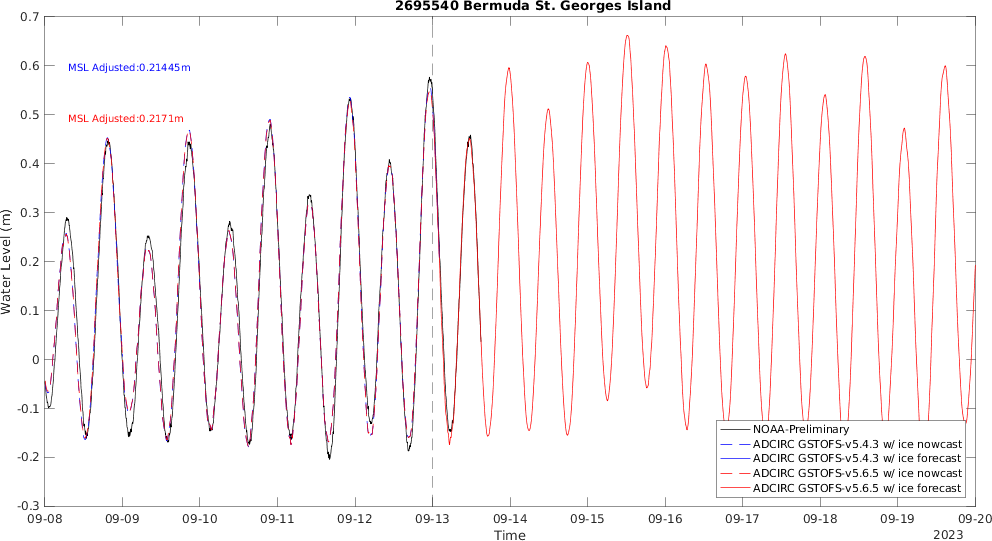 2695540 Bermuda St. Georges Island
0.7
0.6
0.5
0.4
0.3
0.2
0.1
0
-0.1
-0.2
-0.3
Water Level (m)
MSL Adjusted:0.21445m
MSL Adjusted:0.2171m
NOAA-Preliminary
ADCIRC GSTOFS-v5.4.3 w/ ice nowcast
ADCIRC GSTOFS-v5.4.3 w/ ice forecast
ADCIRC GSTOFS-v5.6.5 w/ ice nowcast
ADCIRC GSTOFS-v5.6.5 w/ ice forecast
09-08 09-09 09-10 09-11 09-12 09-13 09-14 09-15 09-16 09-17 09-18 09-19 09-20
Time
2023